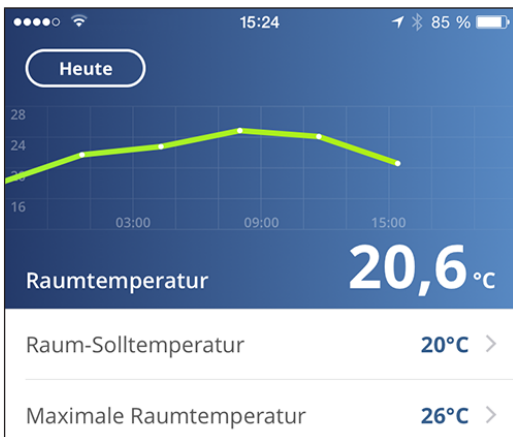 15:24 85 %
Heute
28
24
20
16
03:00 09:00 15:00
Raumtemperatur 20,6 °C
Raum-Solltemperatur 20°C
Maximale Raumtemperatur 26°C